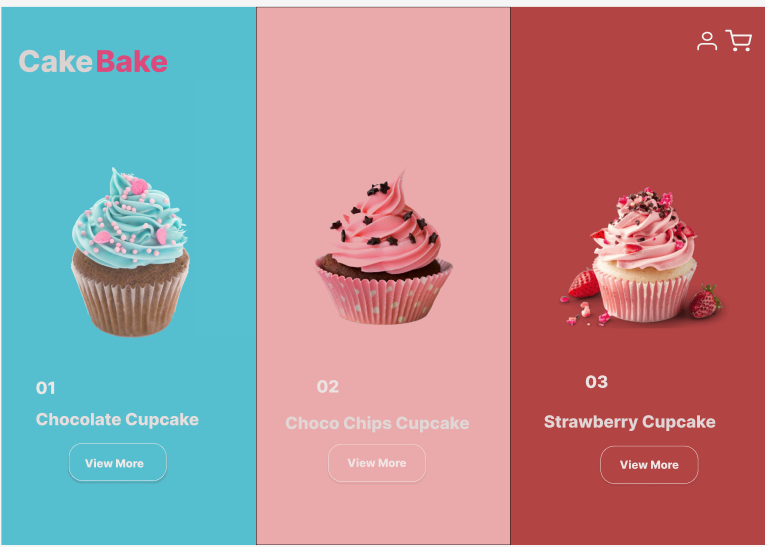 CakeBake
01
Chocolate Cupcake
View More
02
Choco Chips Cupcake
View More
03
Strawberry Cupcake
View More